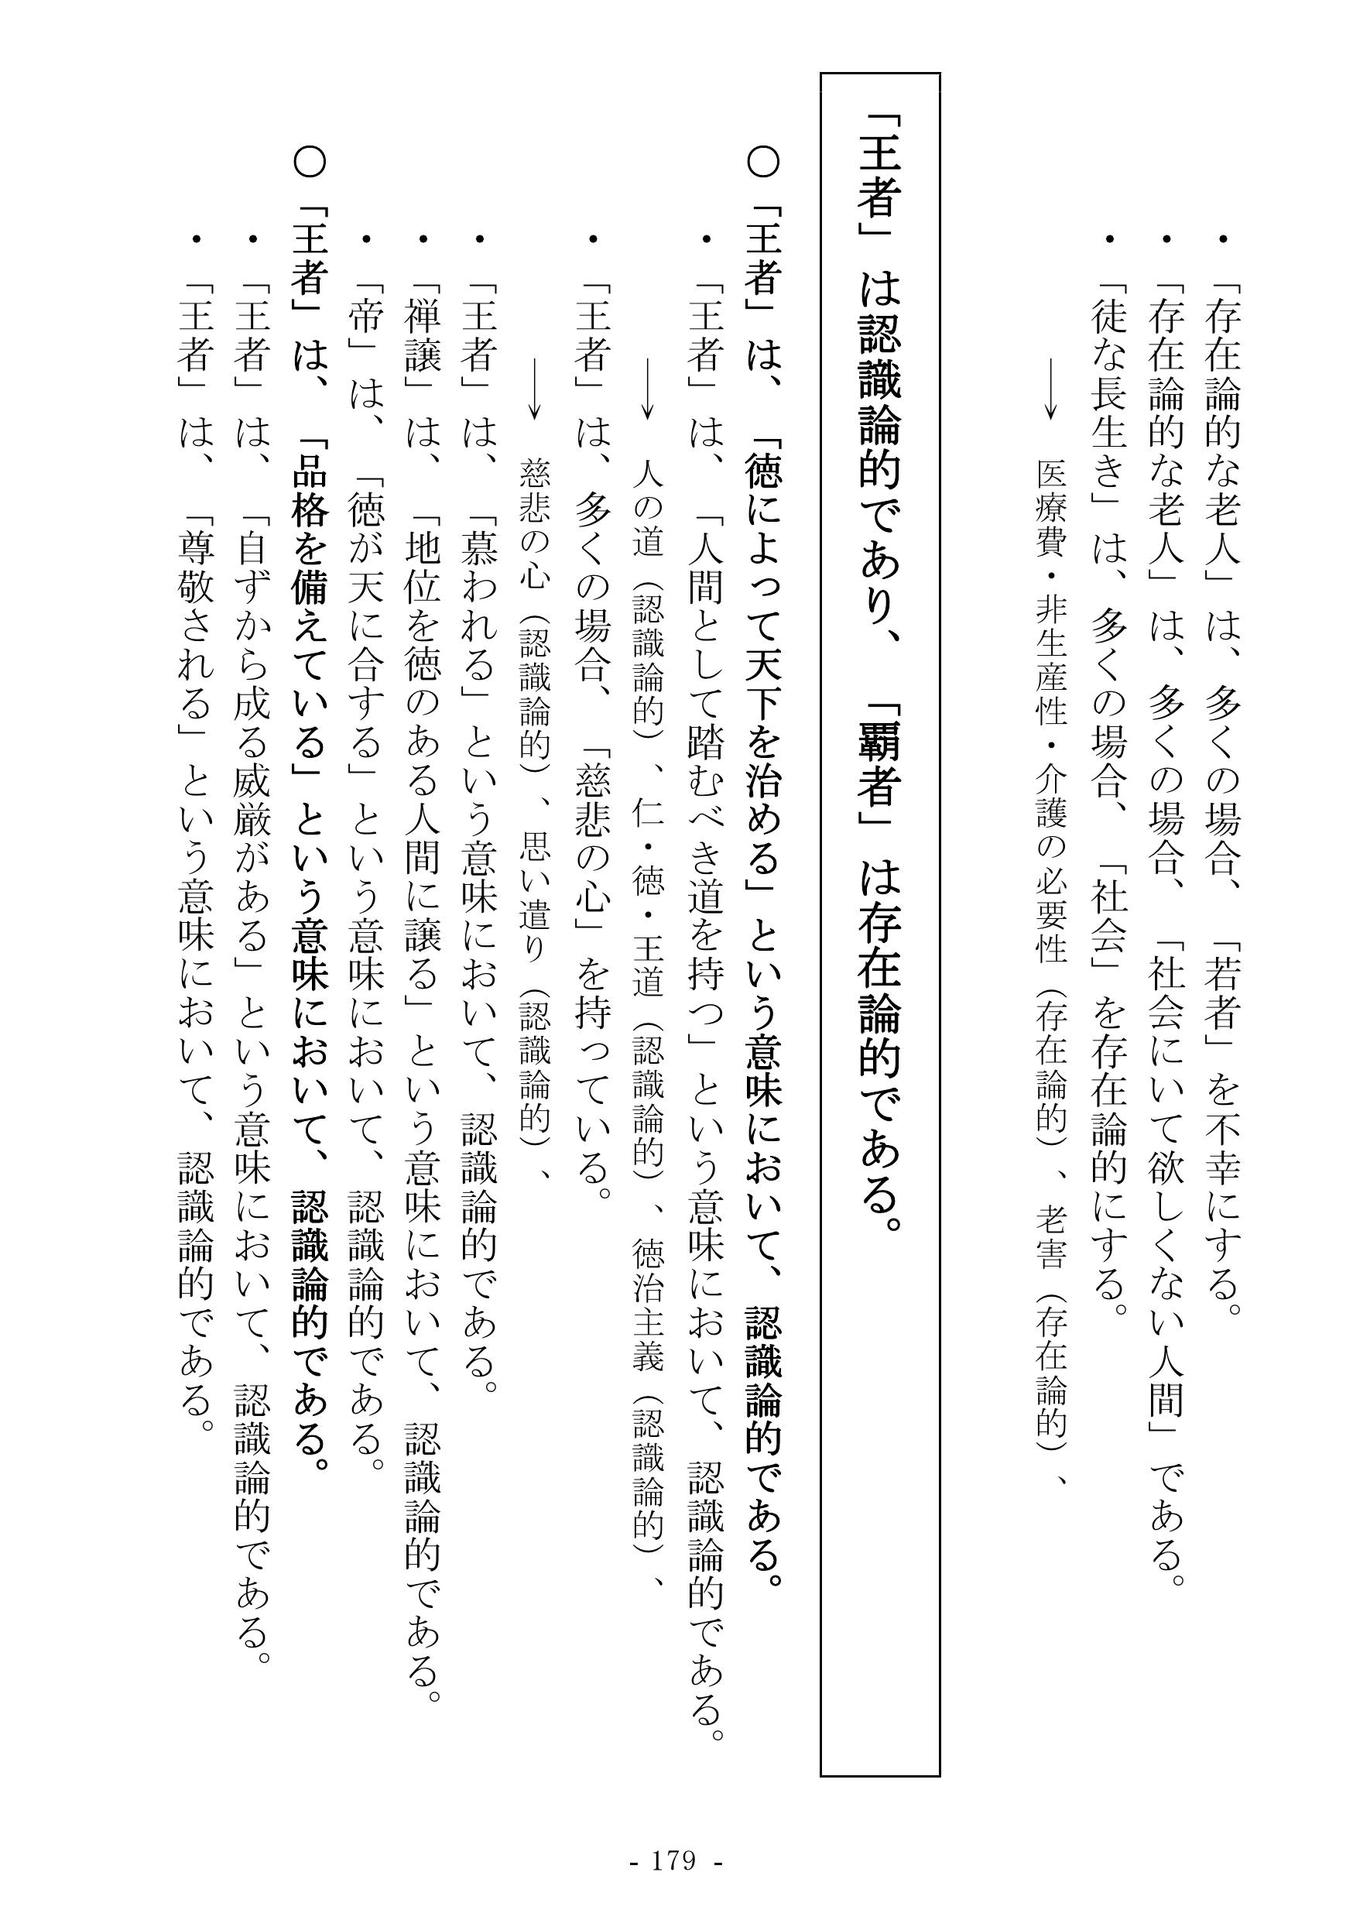 ・「存在論的な老人」は、多くの場合、「若者」を不幸にする。
・「存在論的な老人」は、多くの場合、「社会にいて欲しくない人間」である。
・「徒な長生き」は、多くの場合、「社会」を存在論的にする。
→ 医療費・非生産性・介護の必要性（存在論的）、老害（存在論的）、
「王者」は認識論的であり、「覇者」は存在論的である。
○「王者」は、「徳によって天下を治める」という意味において、認識論的である。
・「王者」は、「人間として踏むべき道を持つ」という意味において、認識論的である。
→ 人の道（認識論的）、仁・徳・王道（認識論的）、徳治主義（認識論的）、
・「王者」は、多くの場合、「慈悲の心」を持っている。
→ 慈悲の心（認識論的）、思い遣り（認識論的）、
・「王者」は、「慕われる」という意味において、認識論的である。
・「禅譲」は、「地位を徳のある人間に譲る」という意味において、認識論的である。
・「帝」は、「徳が天に合する」という意味において、認識論的である。
○「王者」は、「品格を備えている」という意味において、認識論的である。
・「王者」は、「自ずから成る威厳がある」という意味において、認識論的である。
・「王者」は、「尊敬される」という意味において、認識論的である。
- 179 -